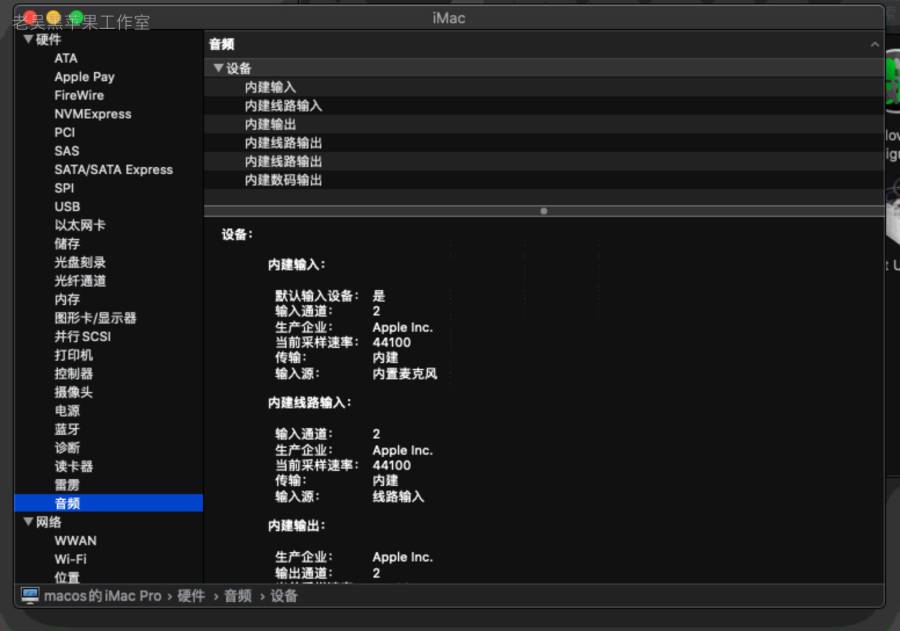 老吴黑苹果工作室
iMac
硬件
ATA
Apple Pay
FireWire
NVMExpress
PCI
SAS
SATA/SATA Express
SPI
USB
以太网卡
储存
光盘刻录
光纤通道
内存
图形卡/显示器
并行SCSI
打印机
控制器
摄像头
电源
蓝牙
诊断
读卡器
雷雳
音频
网络
WWAN
Wi-Fi
位置
音频
设备
内建输入
内建线路输入
内建输出
内建线路输出
内建线路输出
内建数码输出
设备：
内建输入：
默认输入设备： 是
输入通道： 2
生产企业： Apple Inc.
当前采样速率： 44100
传输： 内建
输入源： 内置麦克风
内建线路输入：
输入通道： 2
生产企业： Apple Inc.
当前采样速率： 44100
传输： 内建
输入源： 线路输入
内建输出：
生产企业： Apple Inc.
输出通道： 2
macos的iMac Pro › 硬件 › 音频 › 设备